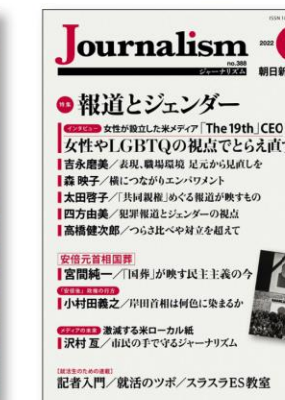 Journalism
2022
no.388
ジャーナリズム
朝日新
特集
報道とジェンダー
インタビュー 女性が設立した米メディア「The 19th」CEO
女性やLGBTQの視点でとらえ直す
吉永磨美／表現、職場環境 足元から見直しを
森 映子／横につながりエンパワメント
太田啓子／「共同親権」めぐる報道が映すもの
四方由美／犯罪報道とジェンダーの視点
高橋健次郎／つらさ比べや対立を超えて
安倍元首相国葬
宮間純一／「国葬」が映す民主主義の今
「安倍後」政権の行方
小村田義之／岸田首相は何色に染まるか
メディアの未来 激減する米ローカル紙
沢村 亙／市民の手で守るジャーナリズム
【就活生のための連載】
記者入門／就活のツボ／スラスラES教室